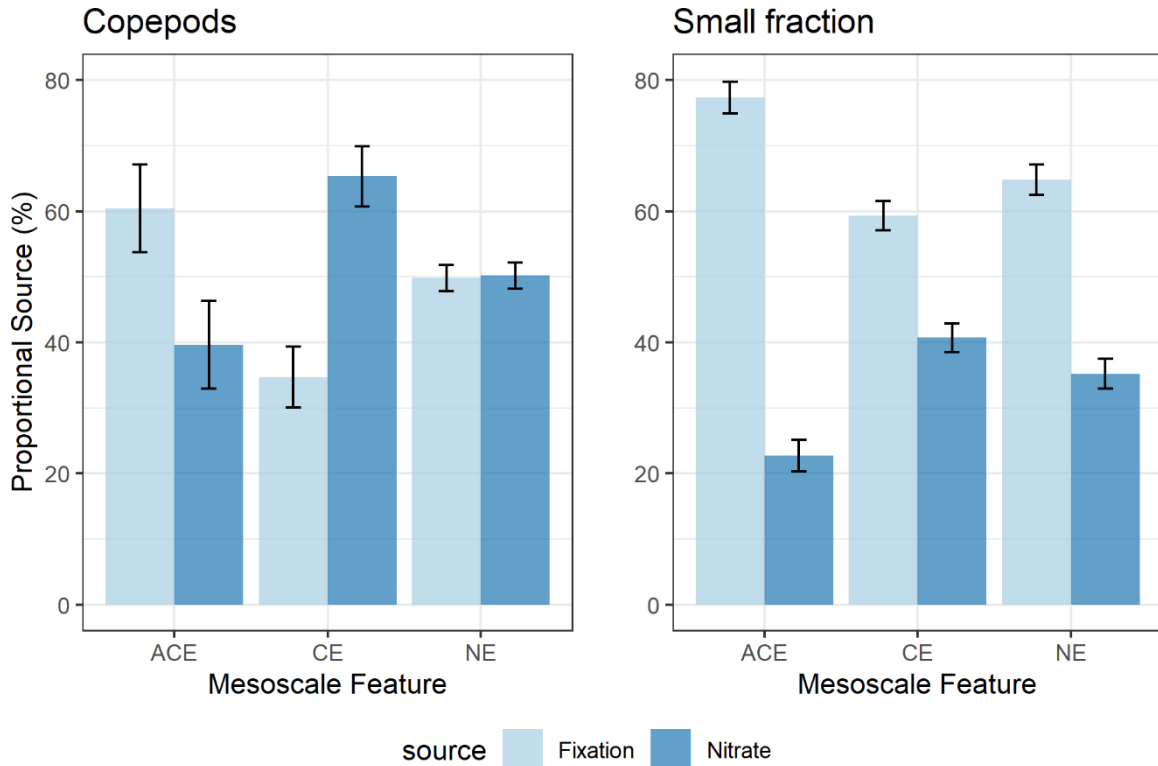 Copepods
Small fraction
Proportional Source (%)
80
60
40
20
0
ACE CE NE
Mesoscale Feature
80
60
40
20
0
ACE CE NE
Mesoscale Feature
source Fixation Nitrate